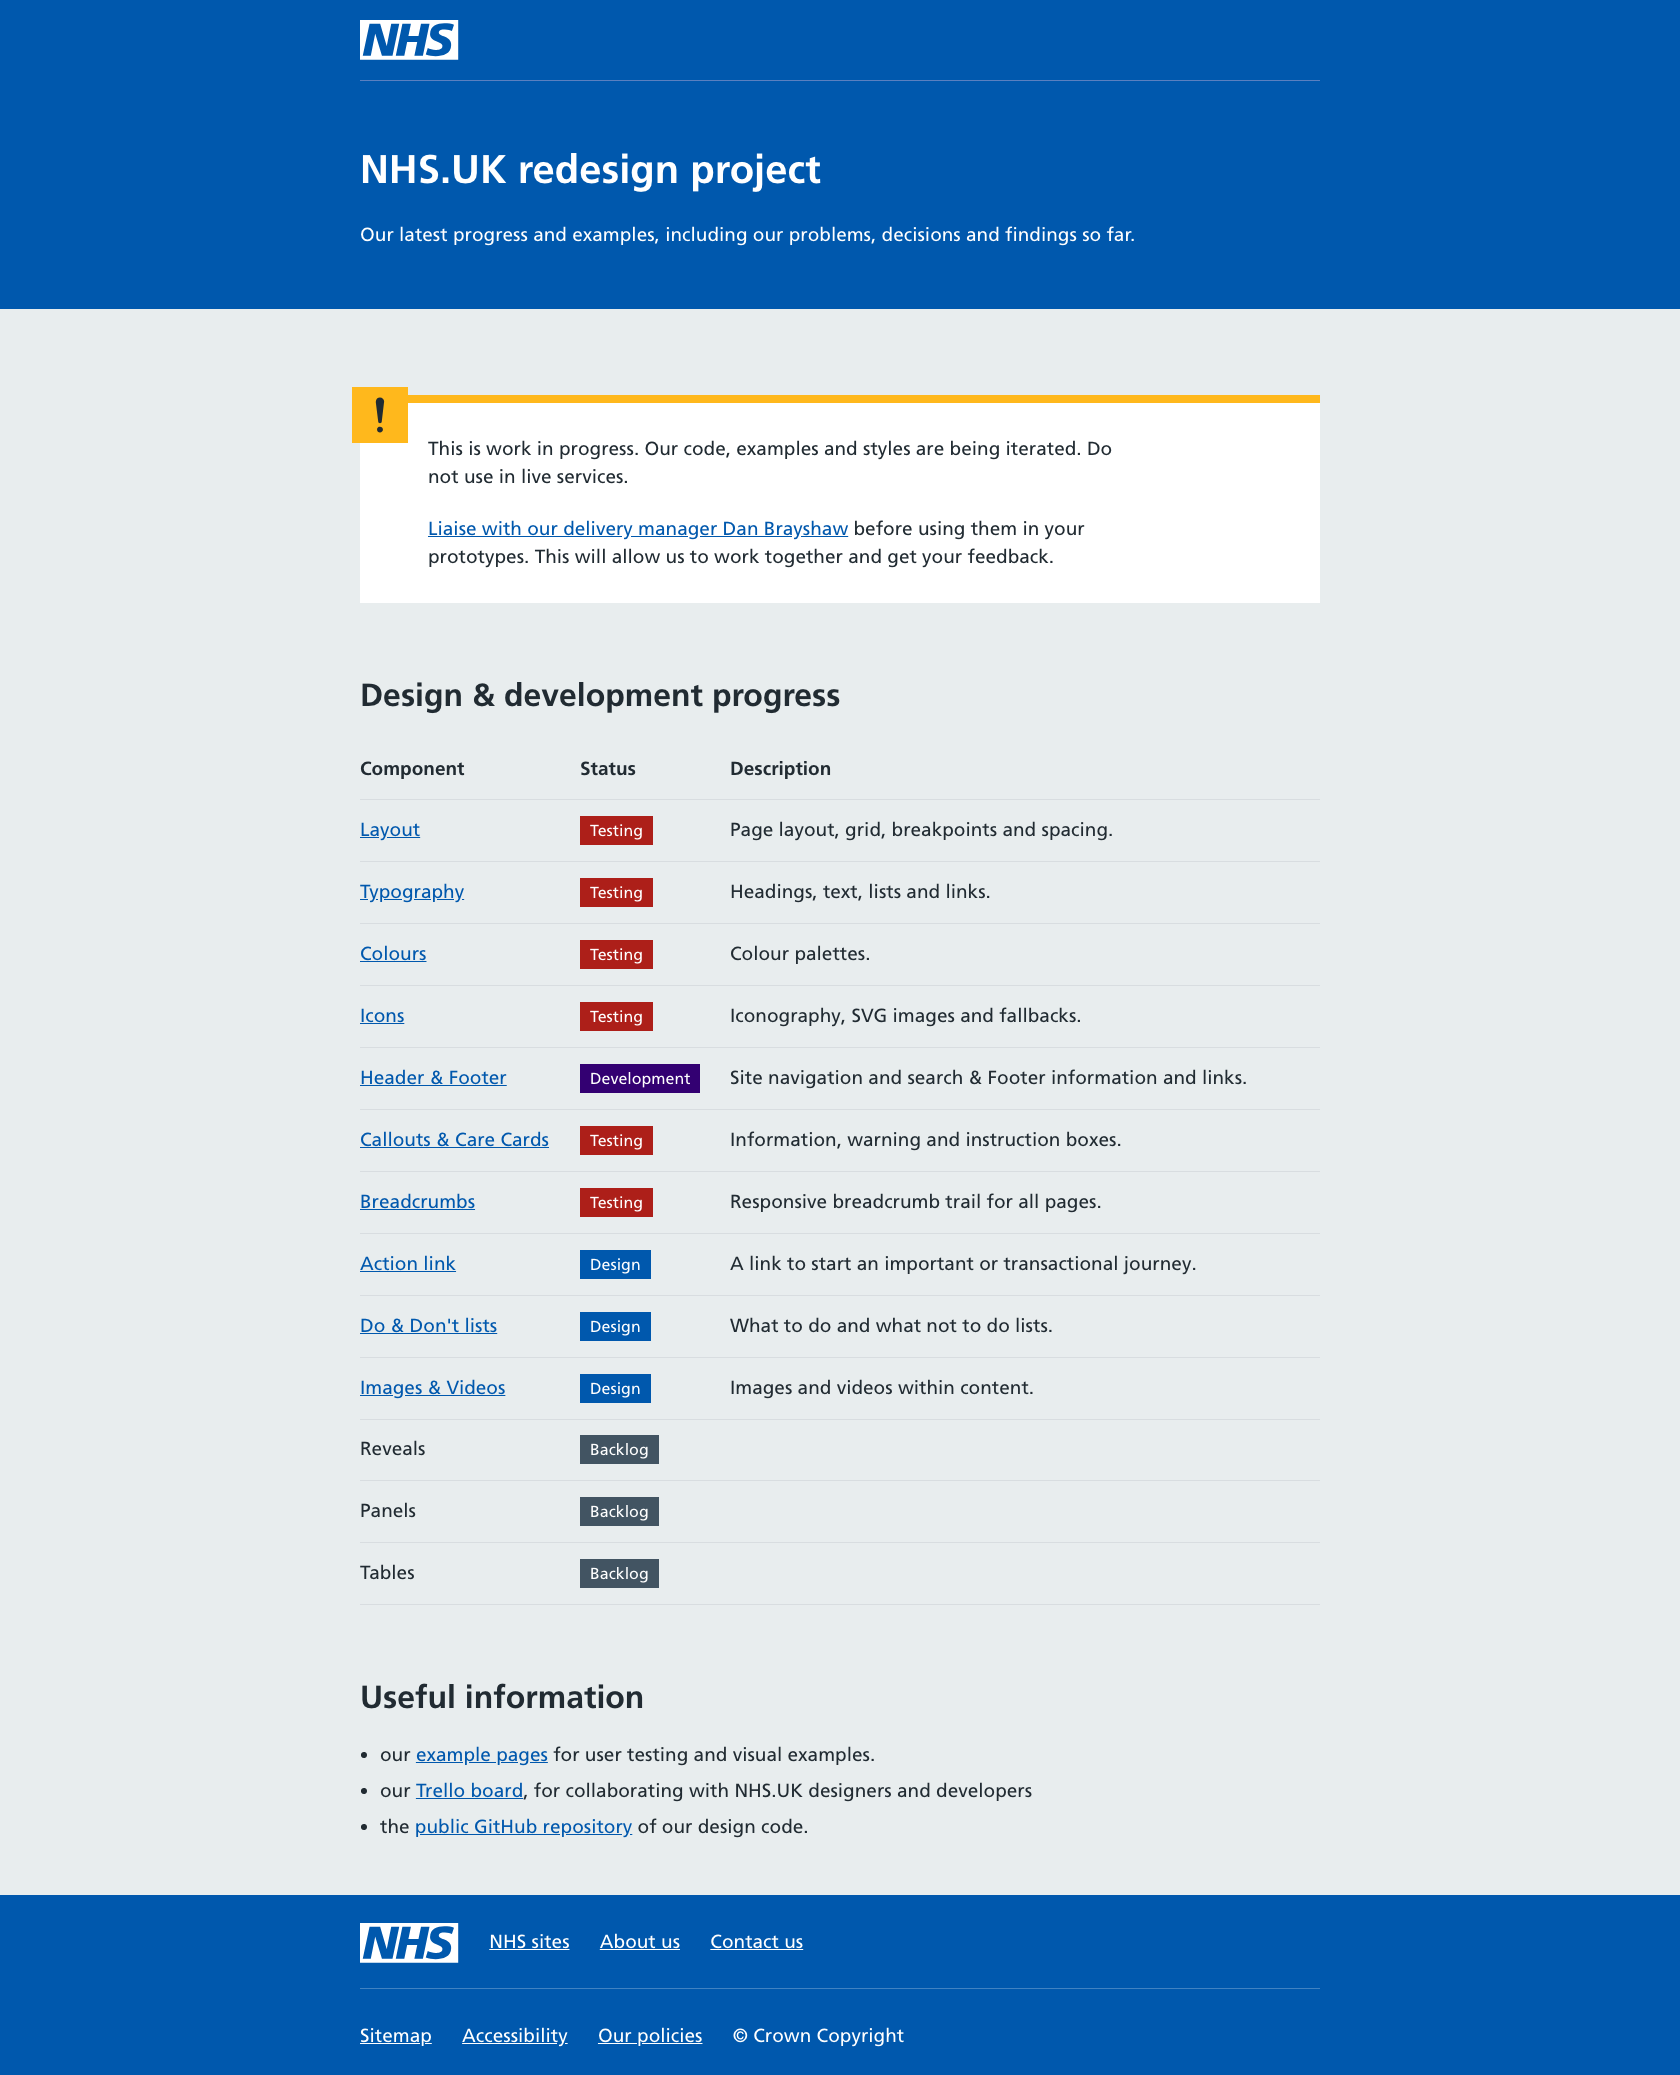 NHS
NHS.UK redesign project
Our latest progress and examples, including our problems, decisions and findings so far.
!
This is work in progress. Our code, examples and styles are being iterated. Do
not use in live services.
Liaise with our delivery manager Dan Brayshaw before using them in your
prototypes. This will allow us to work together and get your feedback.
Design & development progress
Component Status Description
Layout Testing Page layout, grid, breakpoints and spacing.
Typography Testing Headings, text, lists and links.
Colours Testing Colour palettes.
Icons Testing Iconography, SVG images and fallbacks.
Header & Footer Development Site navigation and search & Footer information and links.
Callouts & Care Cards Testing Information, warning and instruction boxes.
Breadcrumbs Testing Responsive breadcrumb trail for all pages.
Action link Design A link to start an important or transactional journey.
Do & Don't lists Design What to do and what not to do lists.
Images & Videos Design Images and videos within content.
Reveals Backlog
Panels Backlog
Tables Backlog
Useful information
• our example pages for user testing and visual examples.
• our Trello board, for collaborating with NHS.UK designers and developers
• the public GitHub repository of our design code.
NHS NHS sites About us Contact us
Sitemap Accessibility Our policies © Crown Copyright